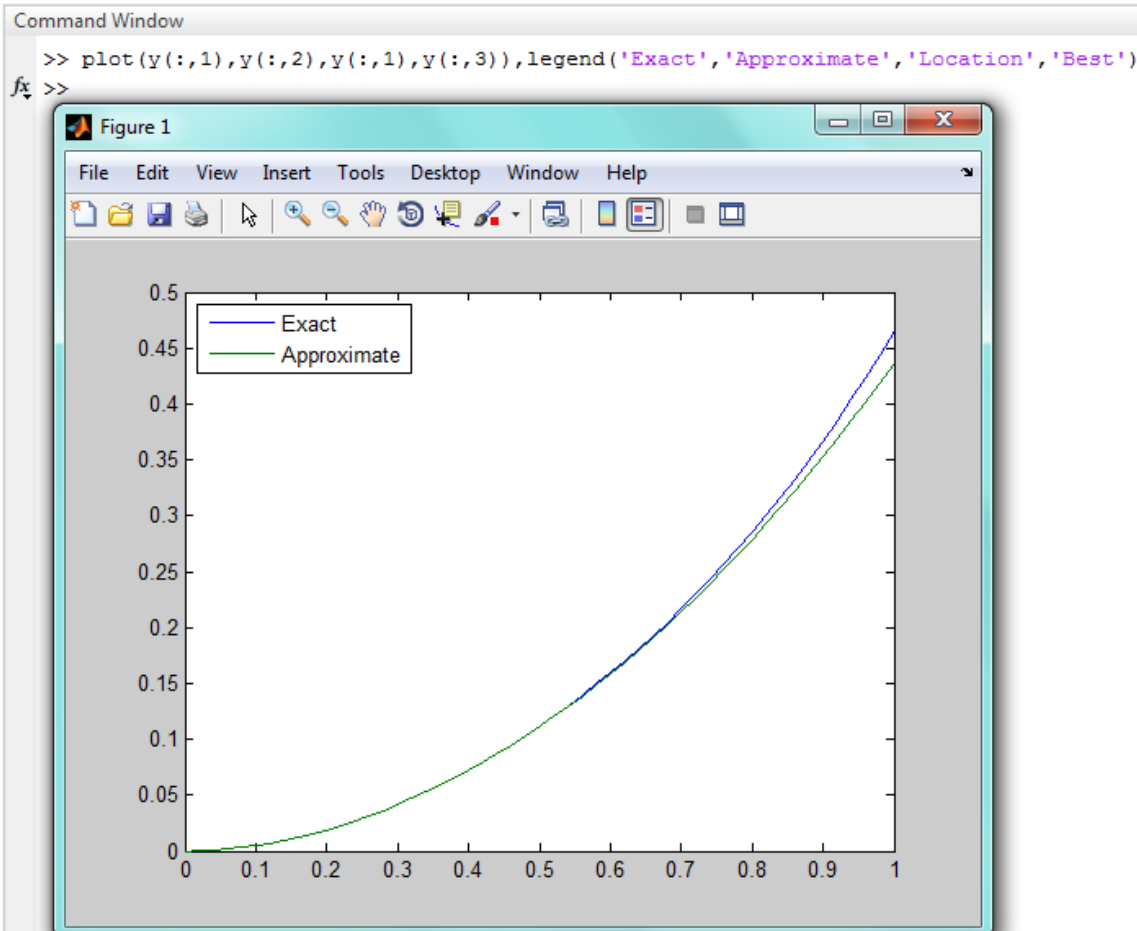 Command Window
>> plot(y(:,1),y(:,2),y(:,1),y(:,3)),legend('Exact','Approximate','Location','Best')
fx >>
Figure 1
File Edit View Insert Tools Desktop Window Help
0.5
Exact
0.45
Approximate
0.4
0.35
0.3
0.25
0.2
0.15
0.1
0.05
0
0 0.1 0.2 0.3 0.4 0.5 0.6 0.7 0.8 0.9 1